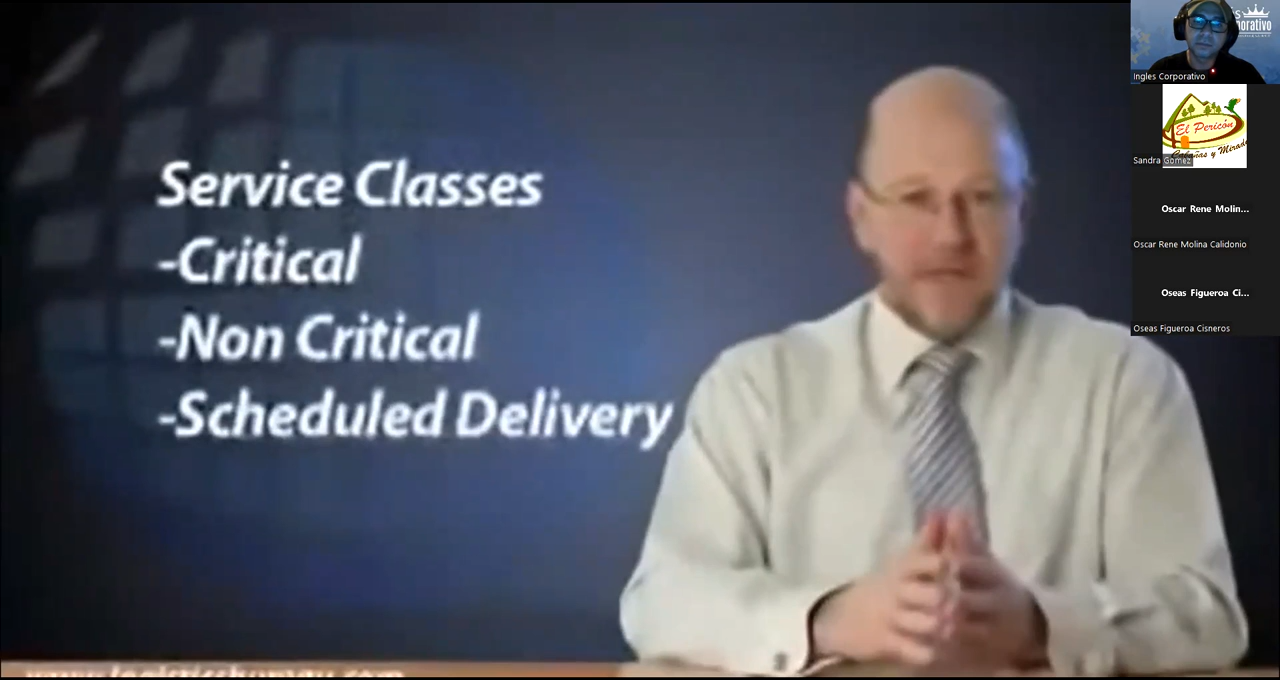 Service Classes
-Critical
-Non Critical
-Scheduled Delivery
Ingles Corporativo
El Pericón
Sandra Gomez
Oscar Rene Molin...
Oscar Rene Molina Calidonio
Oseas Figueroa Ci...
Oseas Figueroa Cisneros